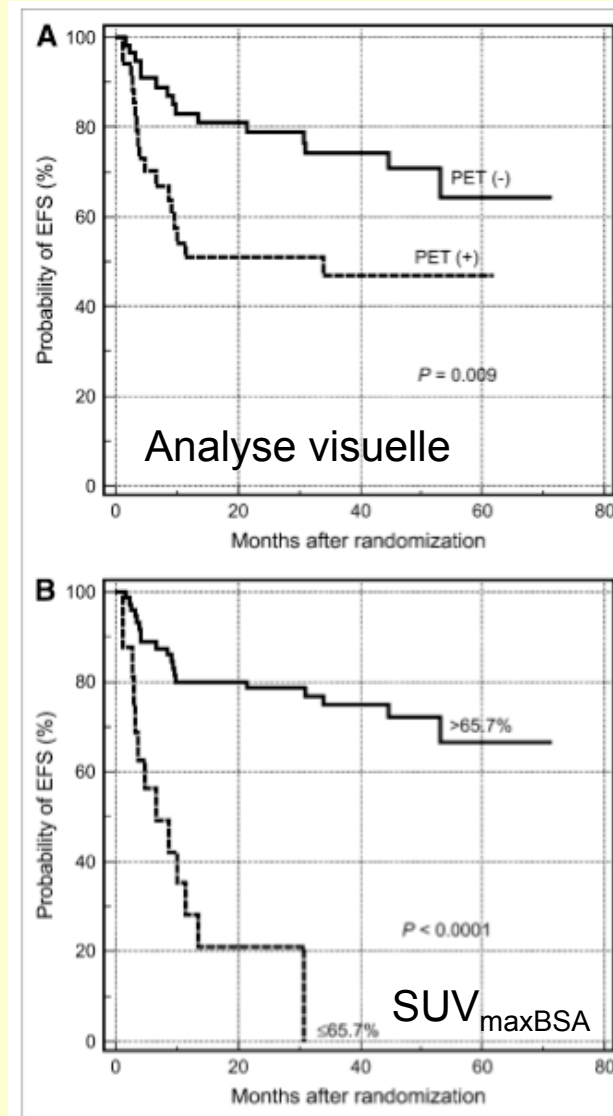 A
100
80
60
40
20
0
Probability of EFS (%)
PET (-)
PET (+)
P = 0.009
Analyse visuelle
0 20 40 60 80
Months after randomization
B
100
80
60
40
20
0
Probability of EFS (%)
>65.7%
P < 0.0001
≤65.7%
SUVmaxBSA
0 20 40 60 80
Months after randomization